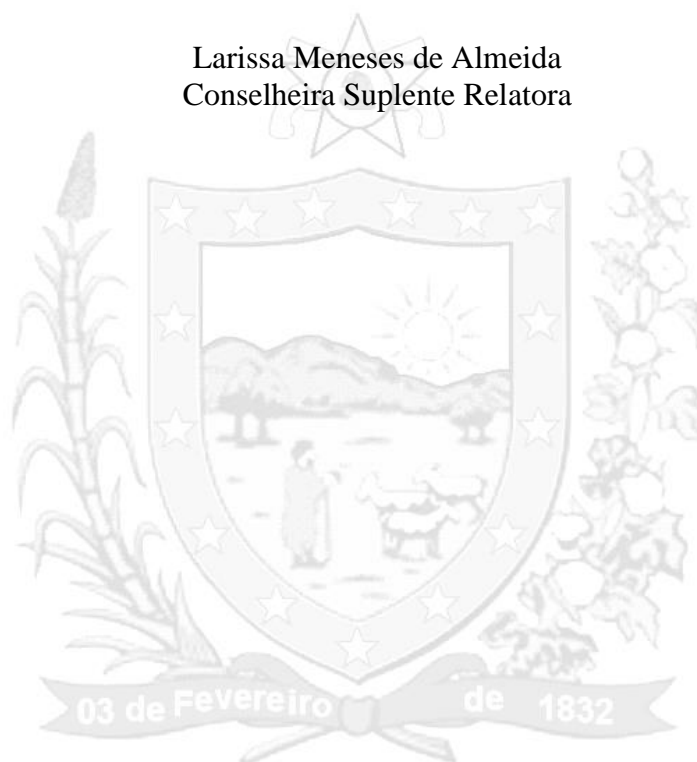 Larissa Meneses de Almeida
Conselheira Suplente Relatora
03 de Fevereiro de 1832